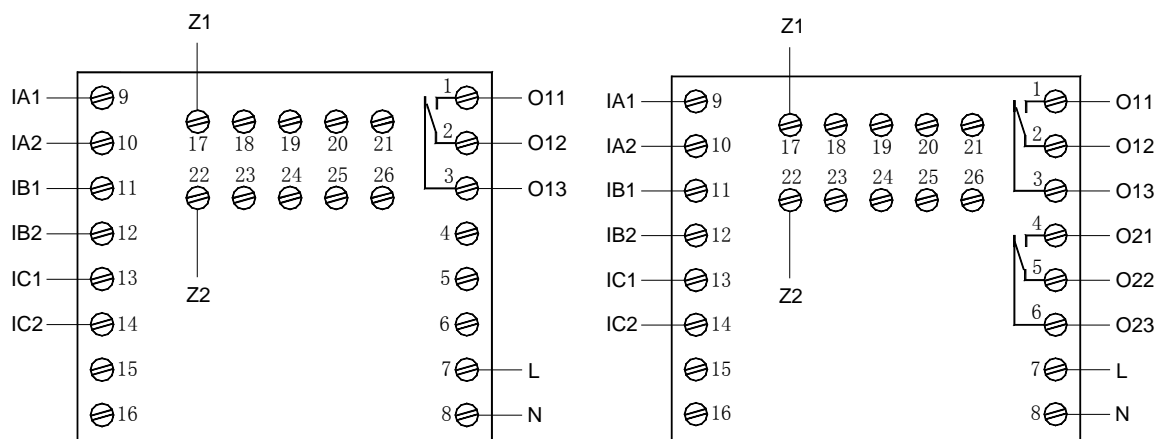 Z1
IA1 9 1 O11
IA2 10 17 18 19 20 21 2 O12
IB1 11 22 23 24 25 26 3 O13
IB2 12 4
IC1 13 Z2 5
IC2 14 6
15 7 L
16 8 N
Z1
IA1 9 1 O11
IA2 10 17 18 19 20 21 2 O12
IB1 11 22 23 24 25 26 3 O13
IB2 12 4 O21
IC1 13 Z2 5 O22
IC2 14 6 O23
15 7 L
16 8 N